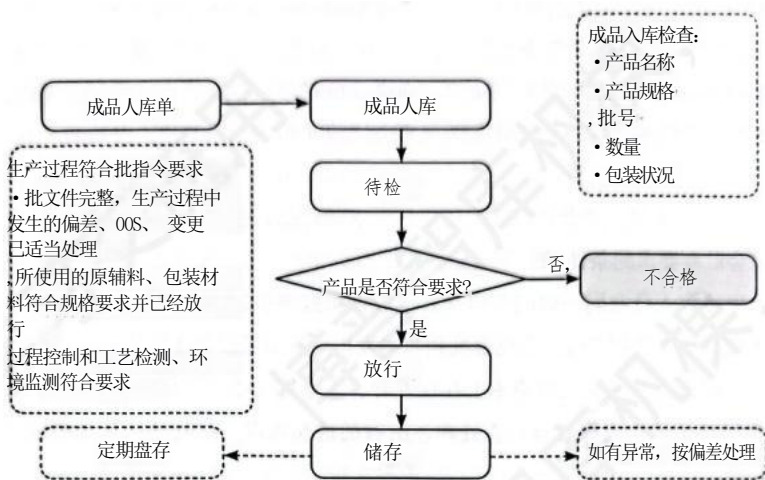 成品入库检查:
• 产品名称
• 产品规格
,批号
• 数量
• 包装状况
成品人库单
成品人库
生产过程符合批指令要求
• 批文件完整，生产过程中
发生的偏差、OOS、 变更
已适当处理
,所使用的原辅料、包装材
料符合规格要求并已经放
行
过程控制和工艺检测、环
境监测符合要求
待检
产品是否符合要求?
否,
不合格
是
放行
定期盘存
储存
如有异常，按偏差处理